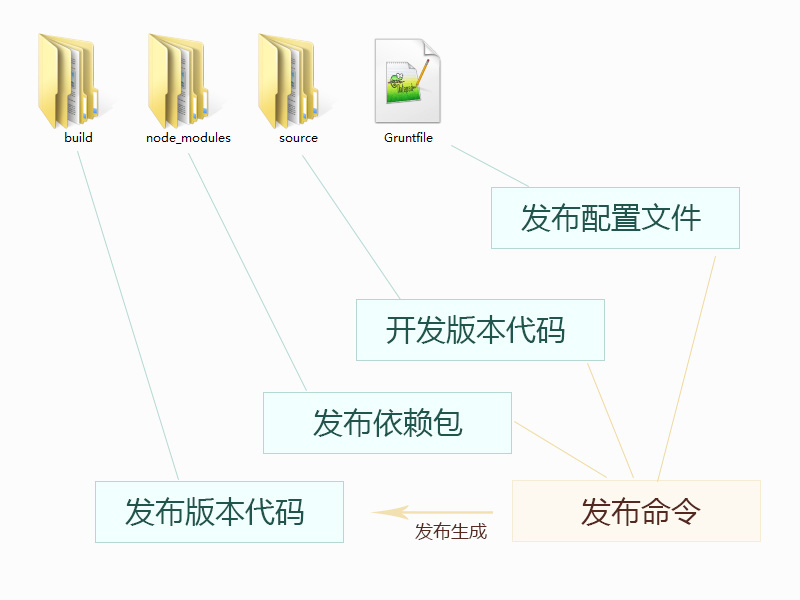 build
node_modules
source
Gruntfile
发布配置文件
开发版本代码
发布依赖包
发布版本代码
发布生成
发布命令